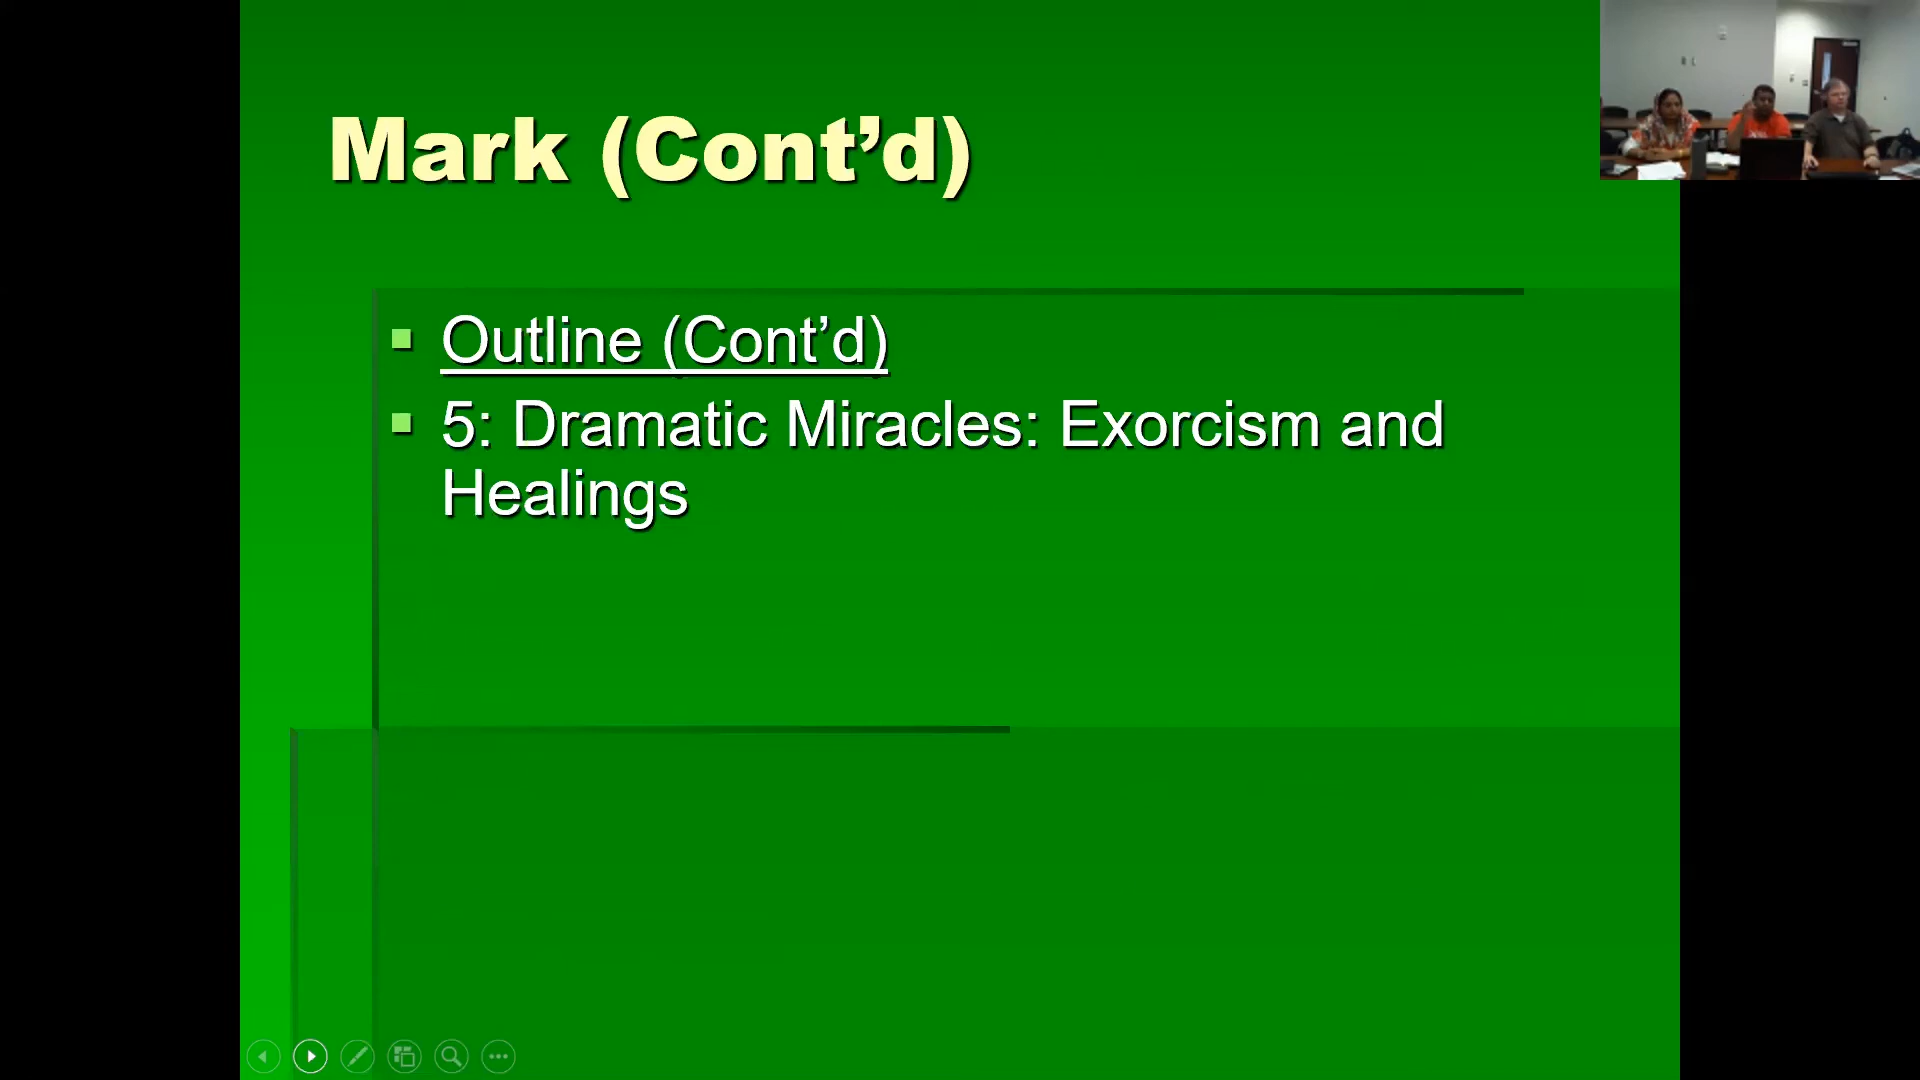 Mark (Cont’d)
Outline (Cont’d)
5: Dramatic Miracles: Exorcism and
Healings